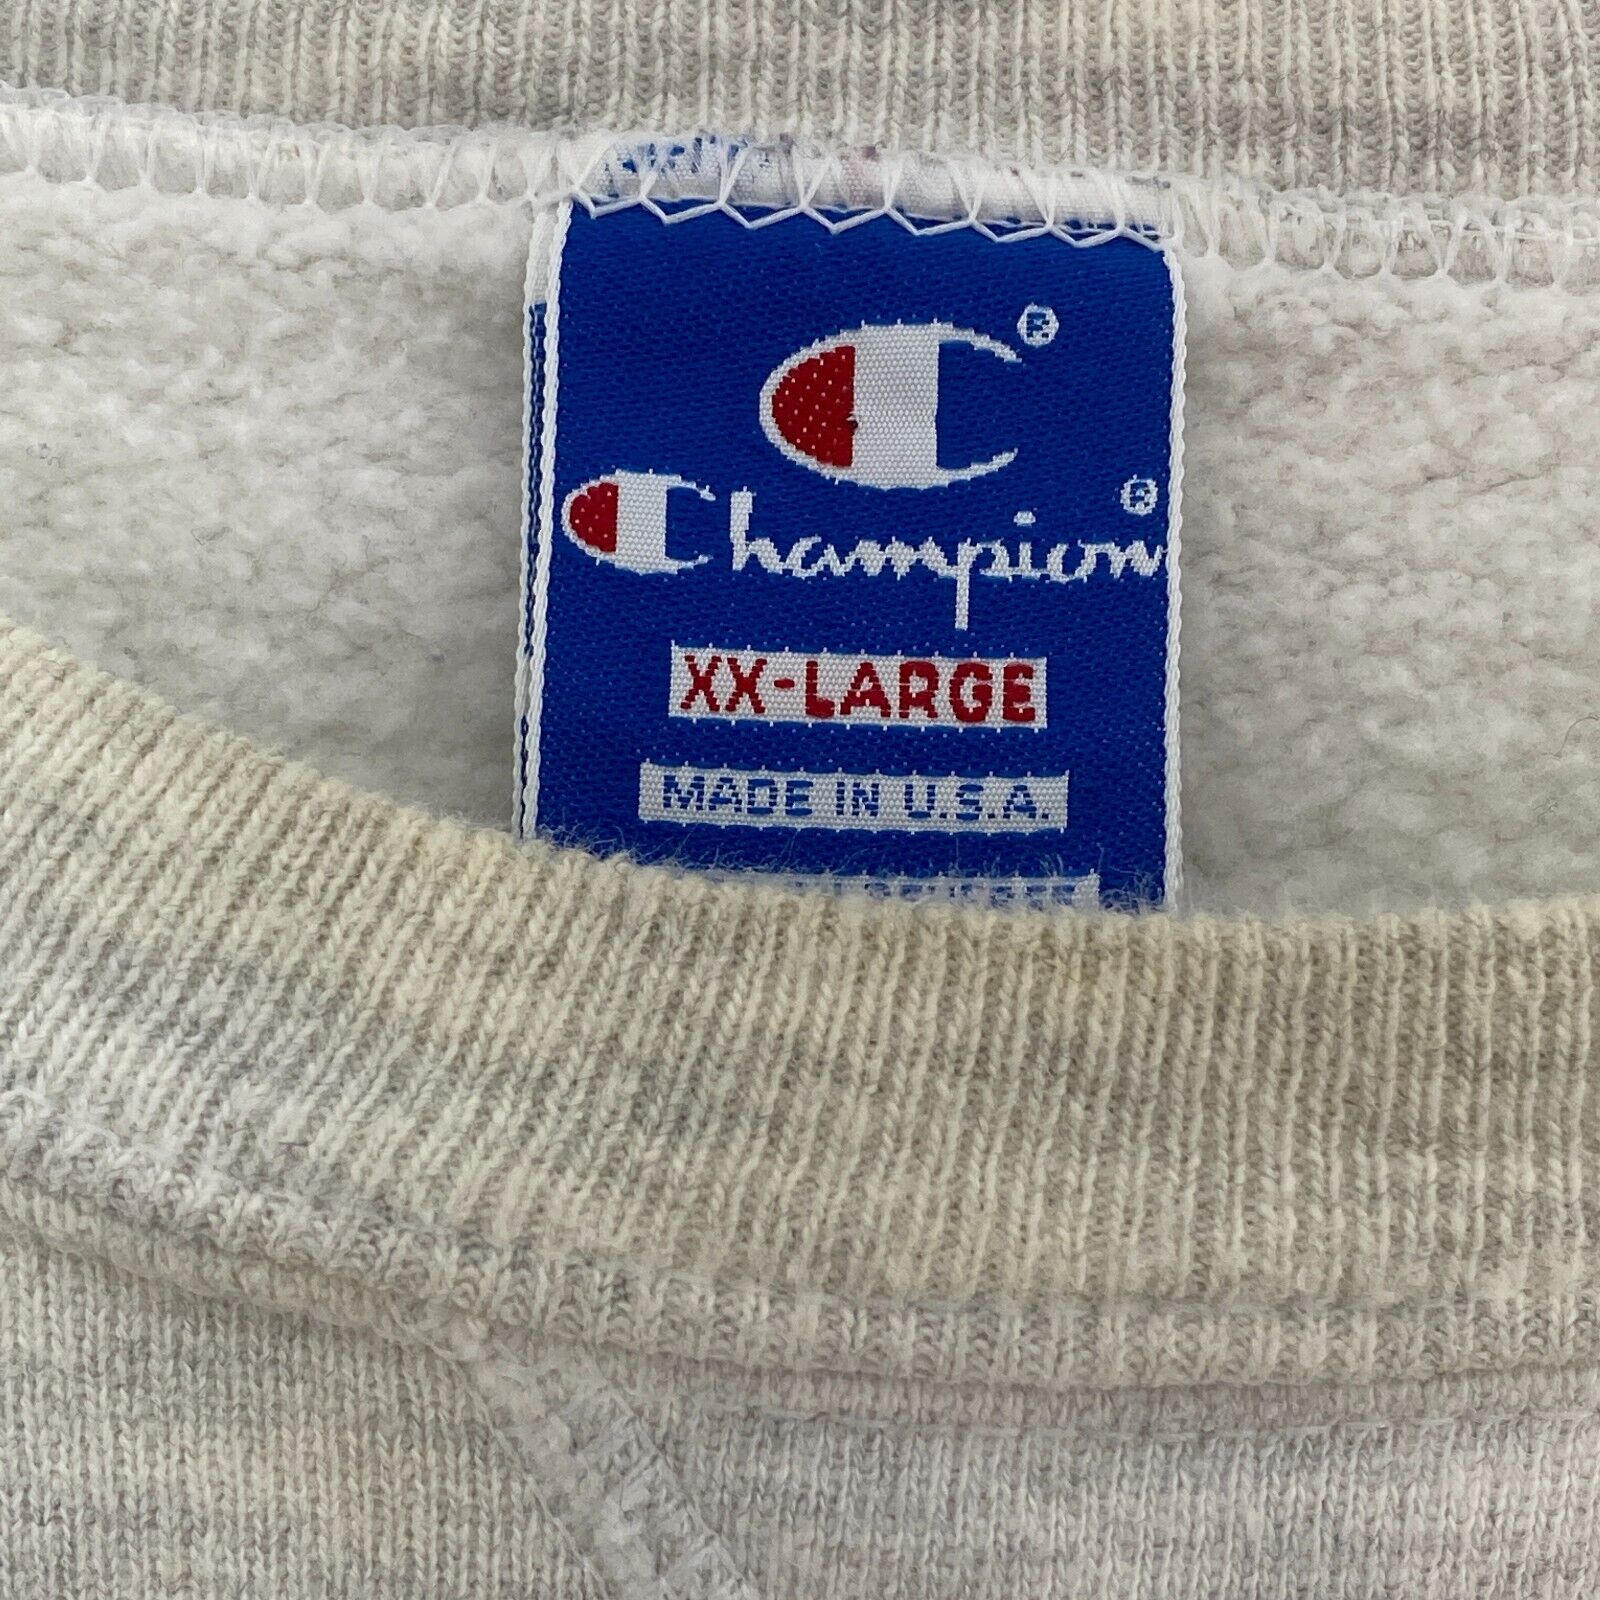 C®
Champion®
XX-LARGE
MADE IN U.S.A.